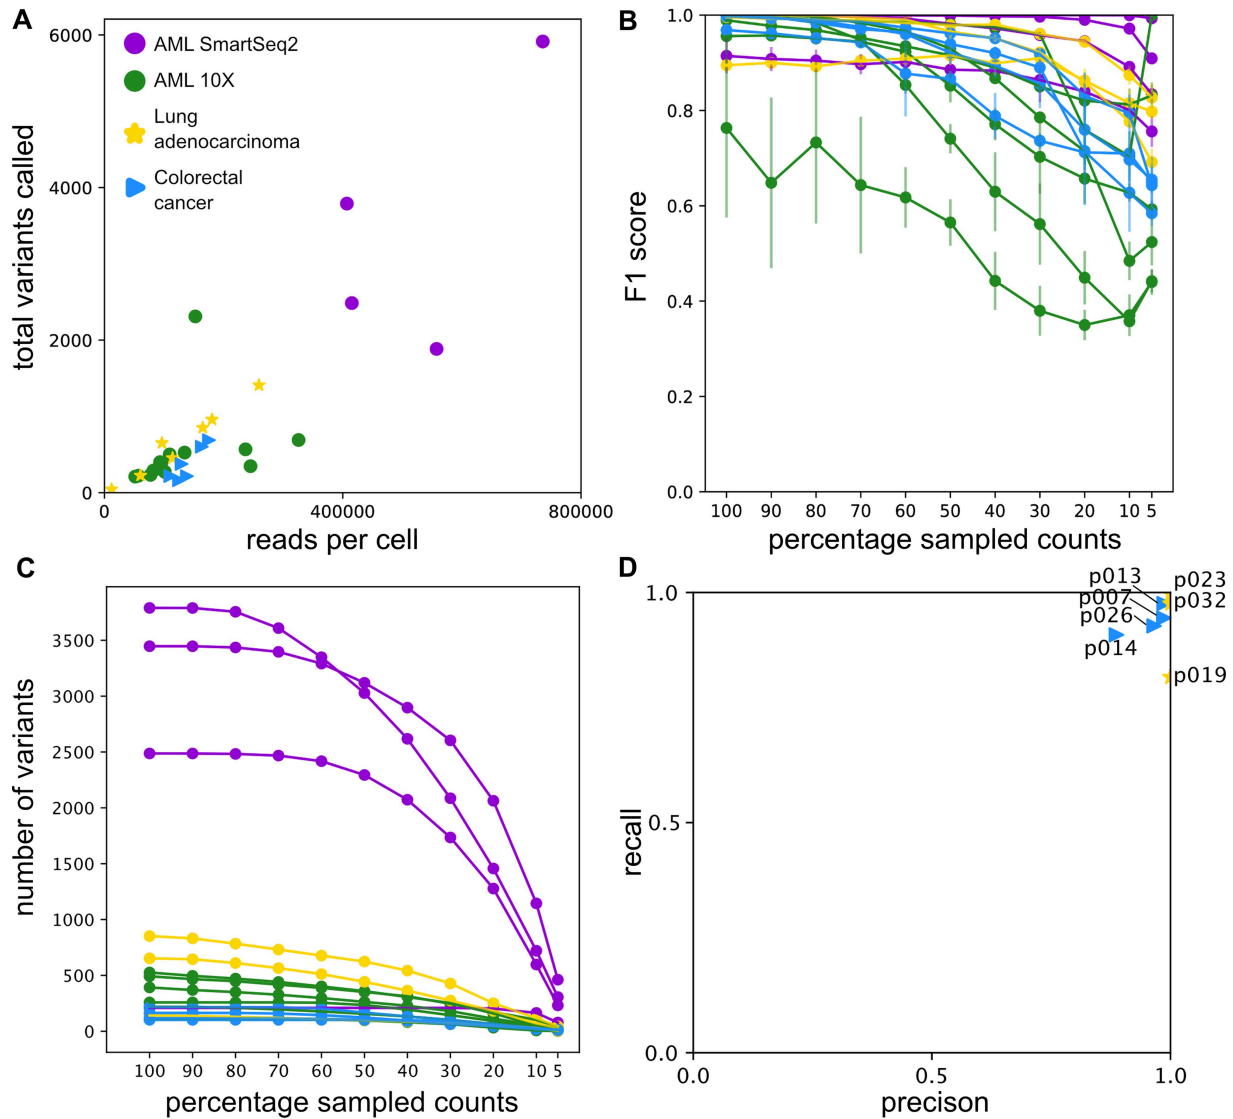 A
6000
4000
2000
0
total variants called
AML SmartSeq2
AML 10X
Lung
adenocarcinoma
Colorectal
cancer
0
400000
800000
reads per cell
B
1.0
0.8
0.6
0.4
0.2
0.0
F1 score
100 90 80 70 60 50 40 30 20 10 5
percentage sampled counts
C
3500
3000
2500
2000
1500
1000
500
0
number of variants
100 90 80 70 60 50 40 30 20 10 5
percentage sampled counts
D
p013
p023
p007
p032
p026
p014
p019
1.0
0.5
0.0
recall
0.0
0.5
1.0
precison